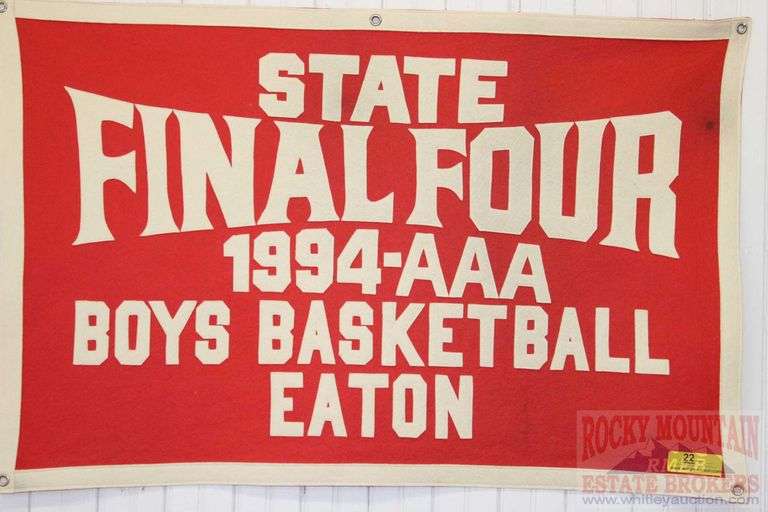 STATE
FINAL FOUR
1994-AAA
BOYS BASKETBALL
EATON
ROCKY MOUNTAIN
22
ESTATE BROKERS
www.whitleyauction.com